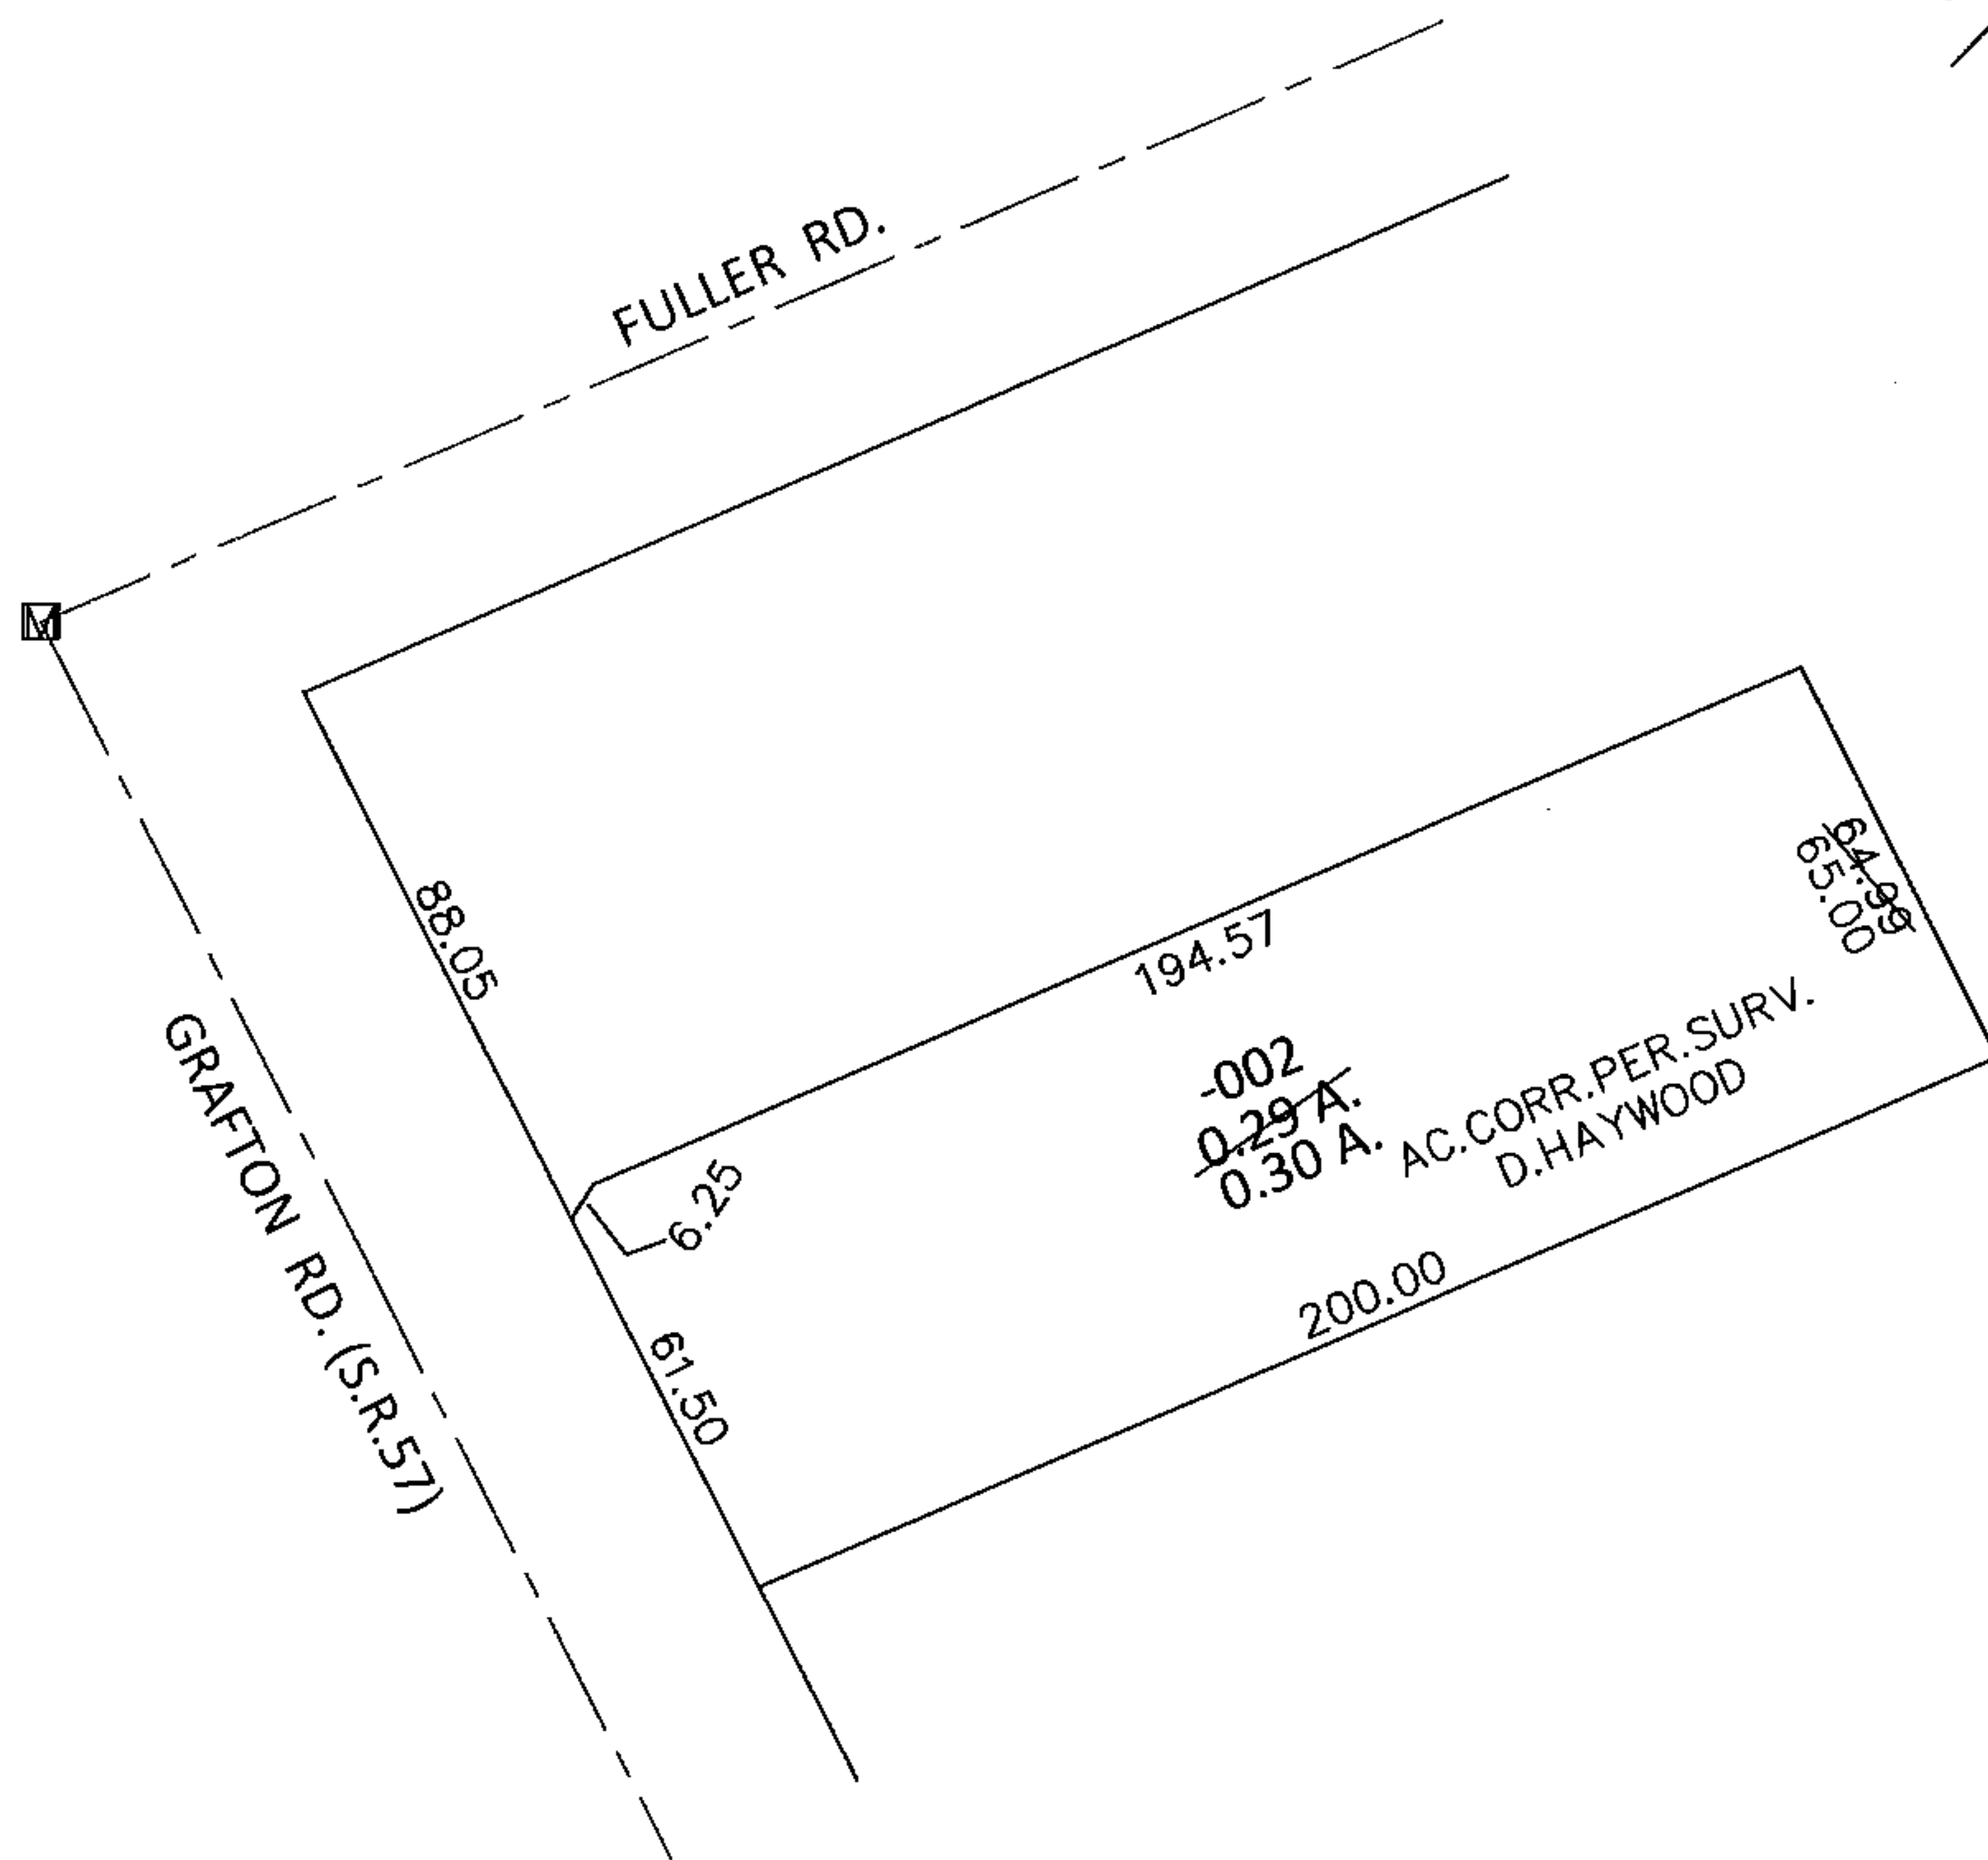 FULLER RD.
M
88.05
64.99
65.00
194.57
GRAFTON RD. (S.R.57)
-002
0.29 A.
0.30 A.
AC.CORR.PER.SURV.
D.HAYWOOD
6.25
200.00
61.50